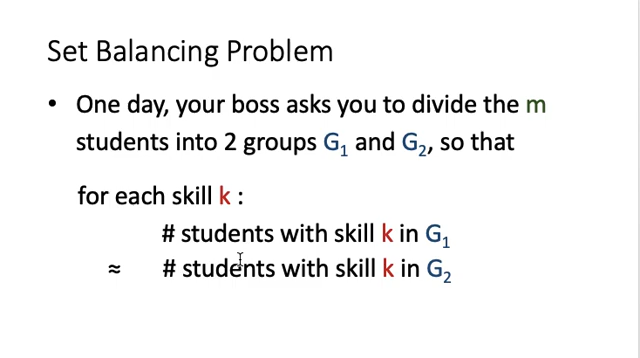 Set Balancing Problem
• One day, your boss asks you to divide the m
students into 2 groups G₁ and G₂, so that
for each skill k :
# students with skill k in G₁
≈ # students with skill k in G₂